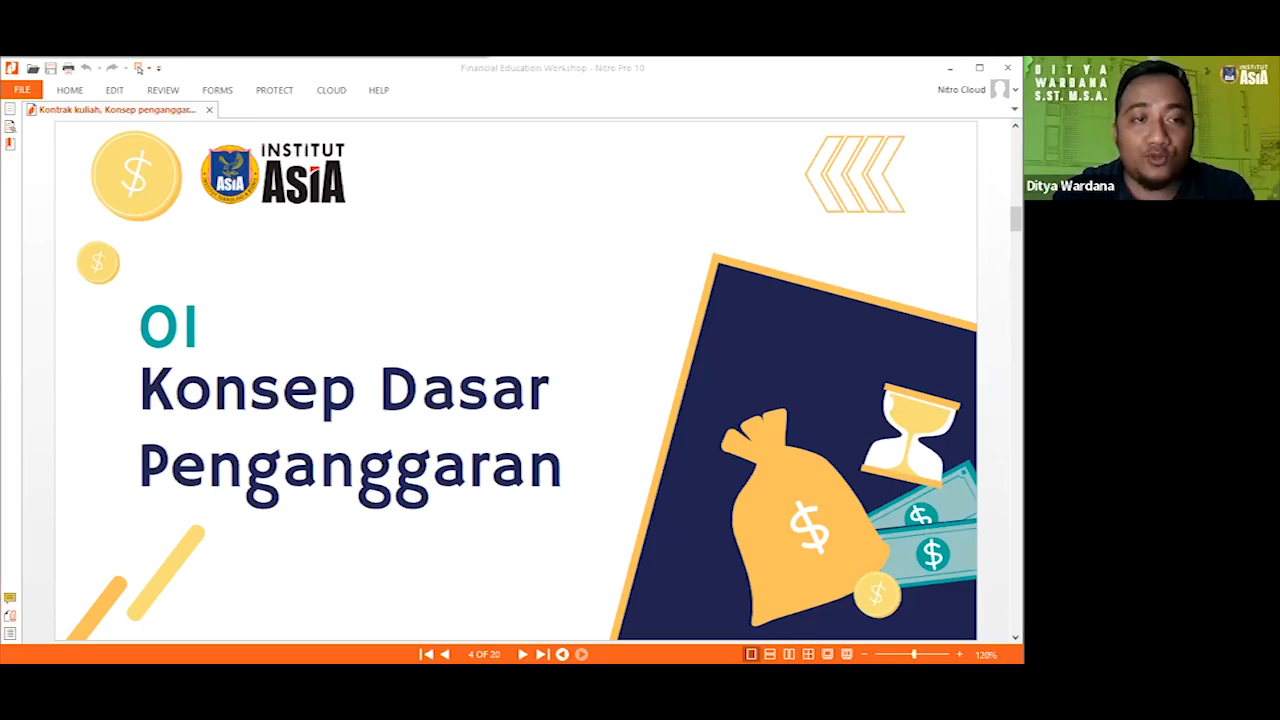 Financial Education Workshop - Nitro Pro 10
FILE
HOME
EDIT
REVIEW
FORMS
PROTECT
CLOUD
HELP
Nitro Cloud
Kontrak kuliah, Konsep penganggar...
INSTITUT
ASiA
ASiA
$
$
01
Konsep Dasar
Penganggaran
$
$
$
$
4 OF 20
120%
DITYA
WARDANA
S.ST. M.S.A.
INSTITUT
ASiA
Ditya Wardana